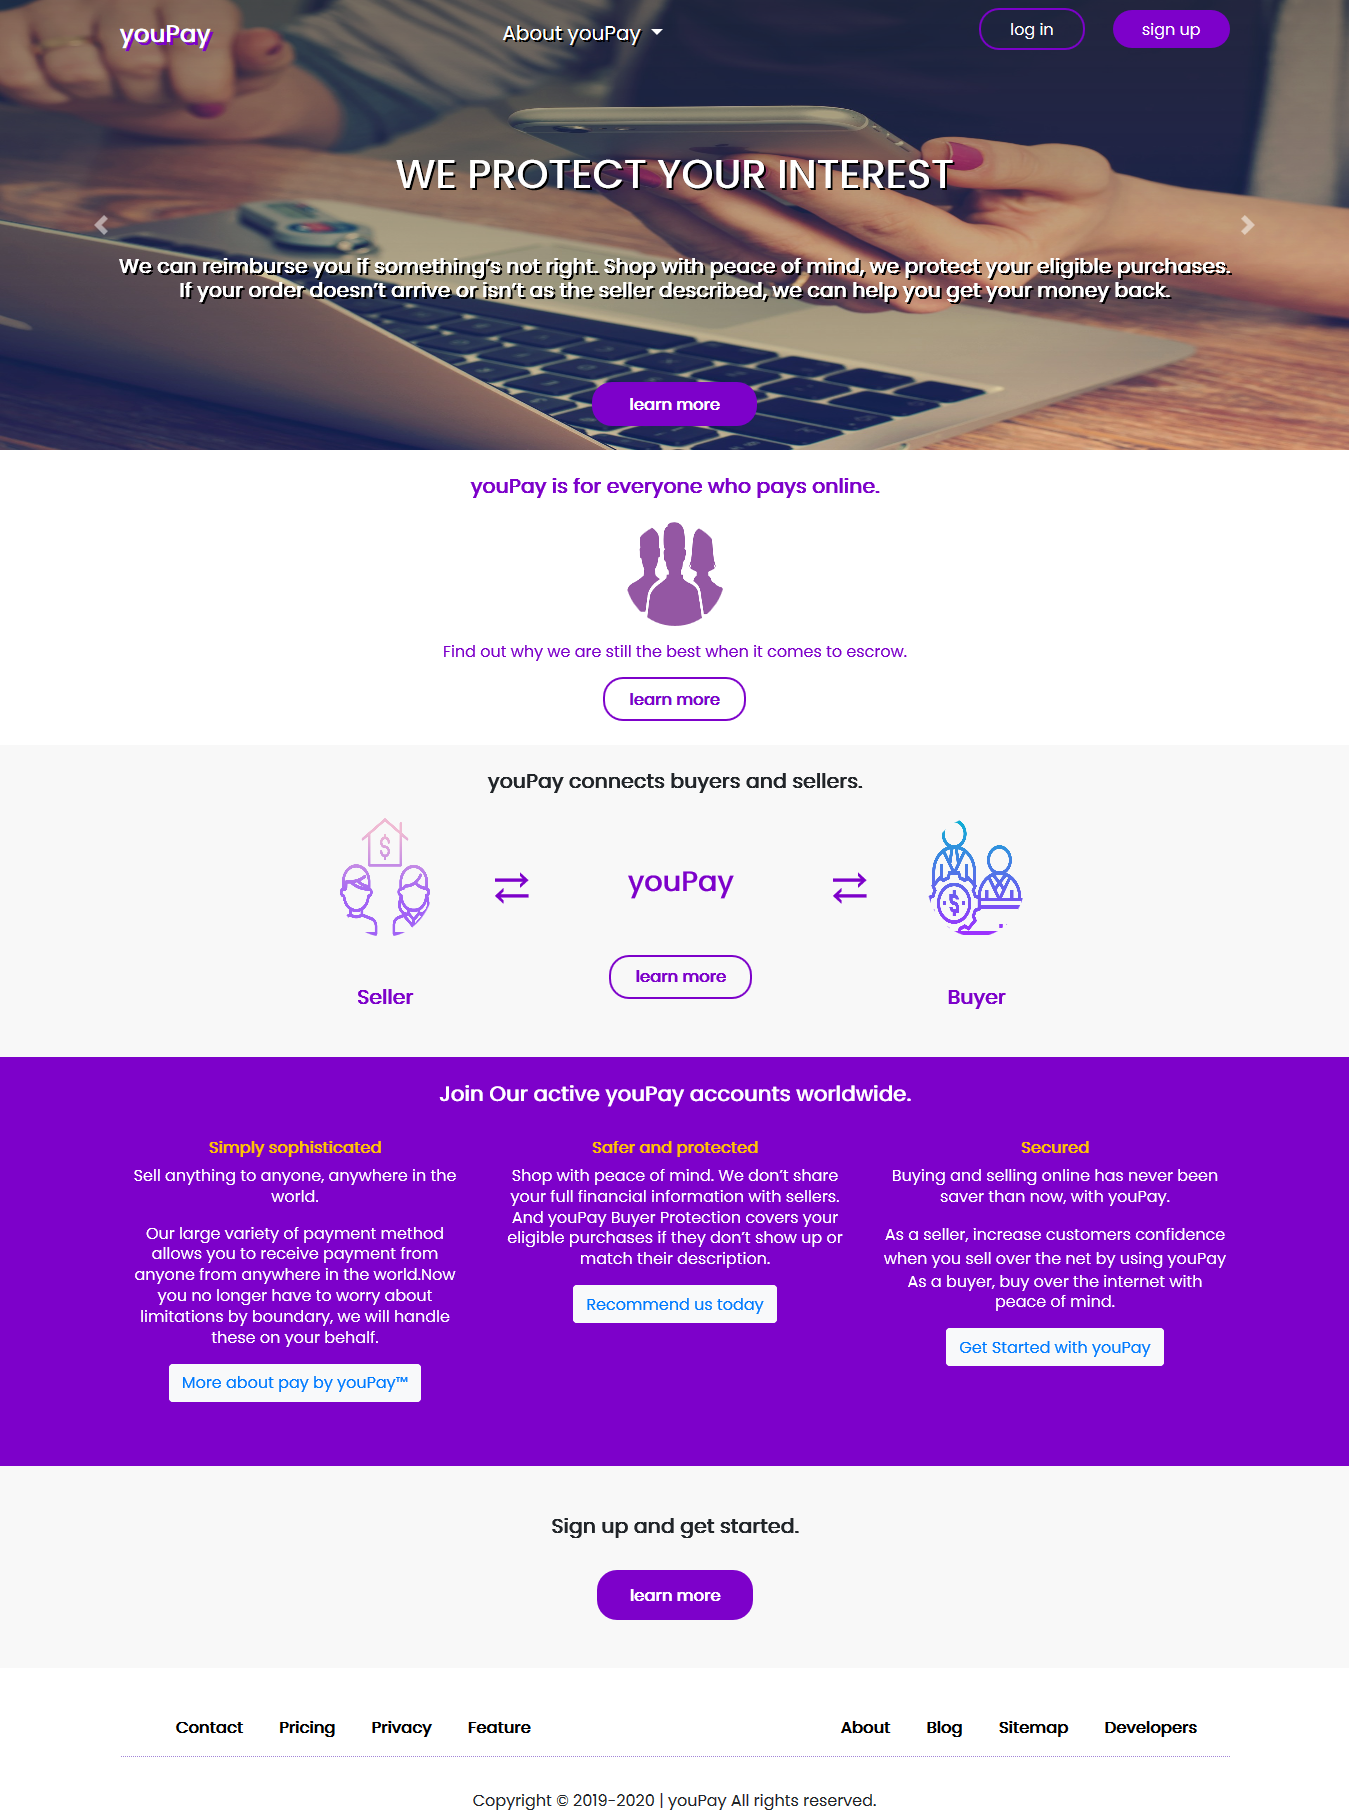 youPay
About youPay
log in
sign up
WE PROTECT YOUR INTEREST
We can reimburse you if something’s not right. Shop with peace of mind, we protect your eligible purchases.
If your order doesn’t arrive or isn’t as the seller described, we can help you get your money back.
learn more
youPay is for everyone who pays online.
Find out why we are still the best when it comes to escrow.
learn more
youPay connects buyers and sellers.
$
youPay
$
learn more
Seller
Buyer
Join Our active youPay accounts worldwide.
Simply sophisticated
Sell anything to anyone, anywhere in the
world.
Our large variety of payment method
allows you to receive payment from
anyone from anywhere in the world.Now
you no longer have to worry about
limitations by boundary, we will handle
these on your behalf.
More about pay by youPay™
Safer and protected
Shop with peace of mind. We don’t share
your full financial information with sellers.
And youPay Buyer Protection covers your
eligible purchases if they don’t show up or
match their description.
Recommend us today
Secured
Buying and selling online has never been
saver than now, with youPay.
As a seller, increase customers confidence
when you sell over the net by using youPay
As a buyer, buy over the internet with
peace of mind.
Get Started with youPay
Sign up and get started.
learn more
Contact
Pricing
Privacy
Feature
About
Blog
Sitemap
Developers
Copyright © 2019-2020 | youPay All rights reserved.